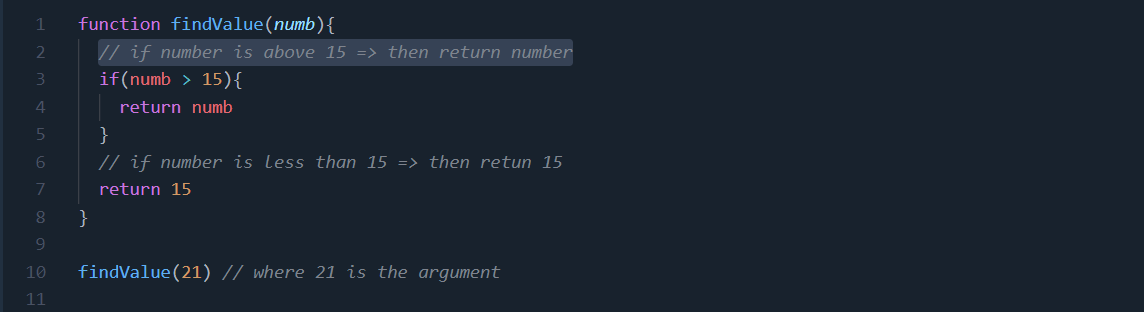 1 function findValue(numb){
2 // if number is above 15 => then return number
3 if(numb > 15){
4 return numb
5 }
6 // if number is less than 15 => then retun 15
7 return 15
8 }
9
10 findValue(21) // where 21 is the argument
11